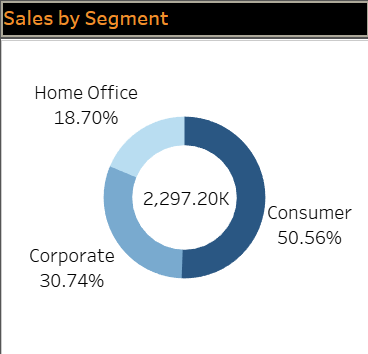 Sales by Segment
Home Office
18.70%
2,297.20K
Consumer
50.56%
Corporate
30.74%